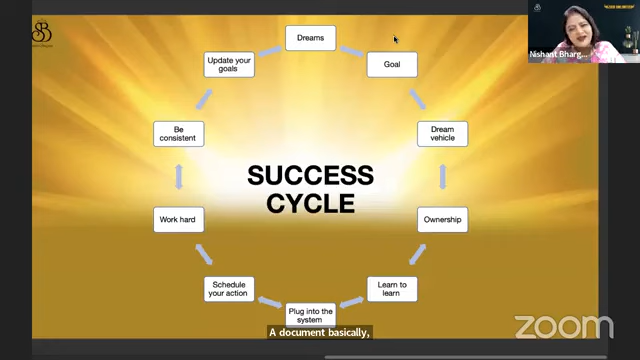 SB
Dreams
Goal
Dream
vehicle
Ownership
Learn to
learn
Plug into the
system
Schedule
your action
Work hard
Be
consistent
Update your
goals
SUCCESS
CYCLE
Nishant Bharg...
A document basically,
zoom